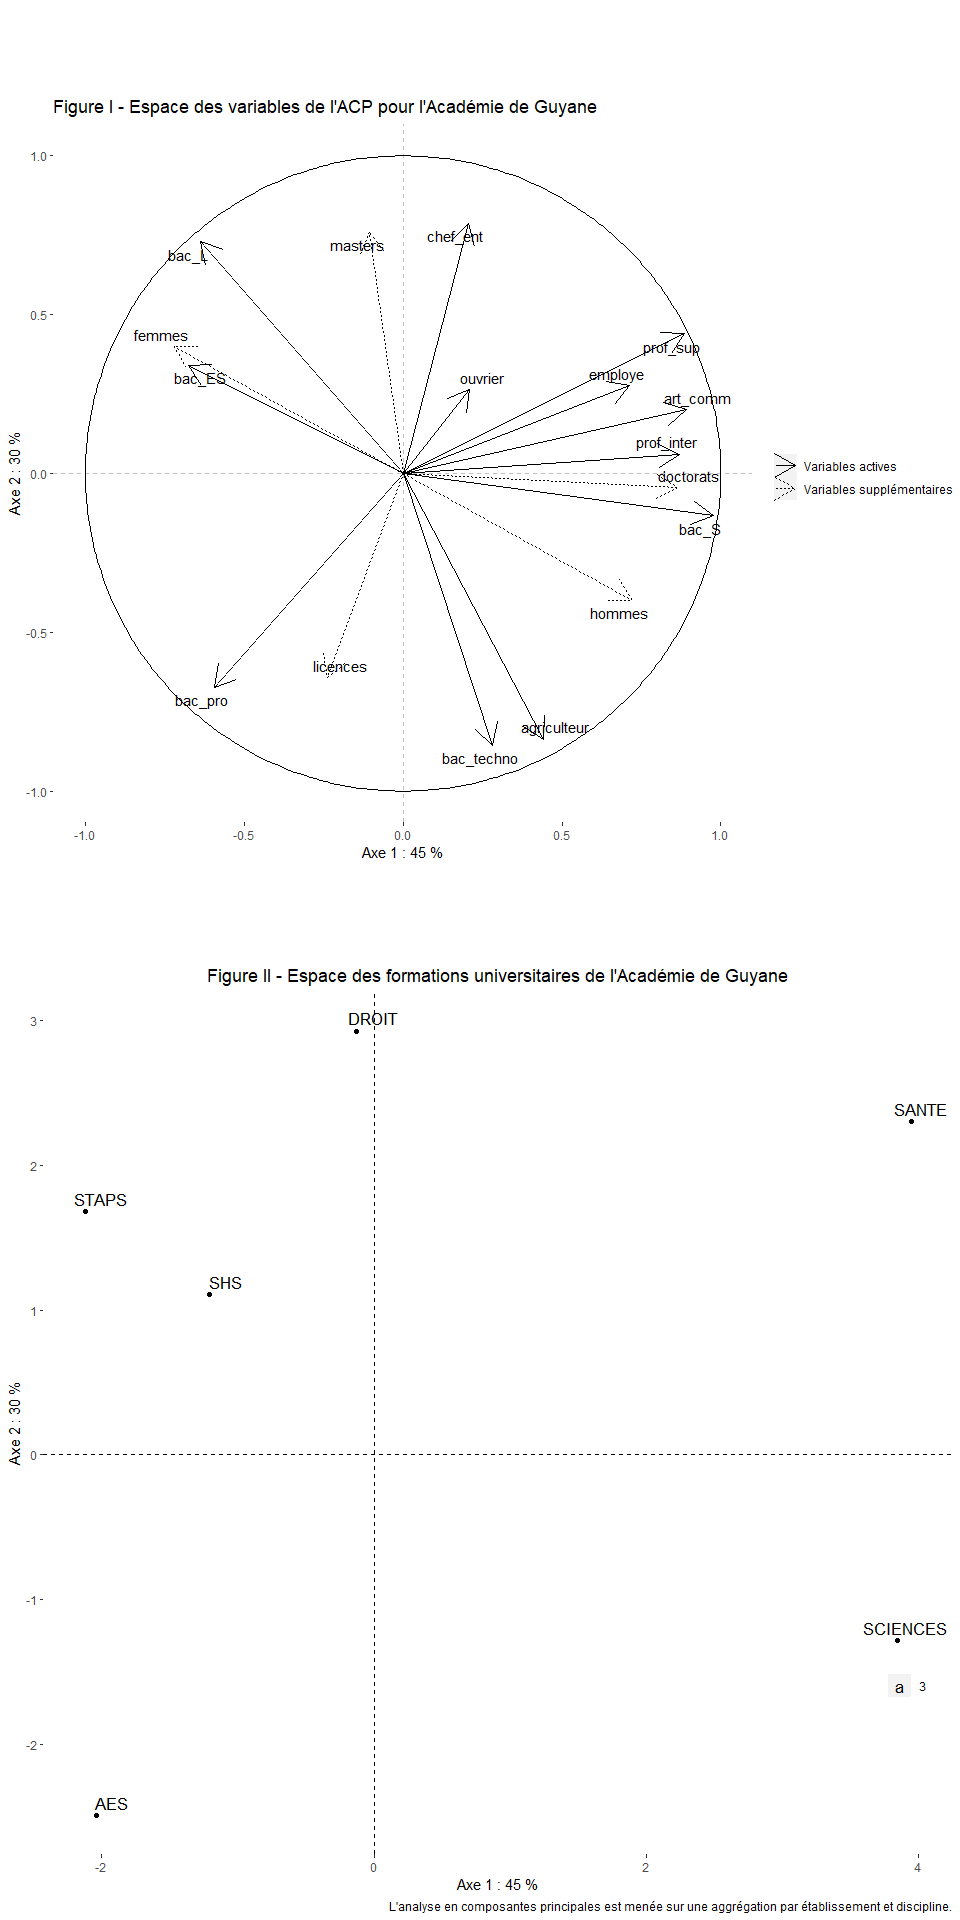 Figure I - Espace des variables de l'ACP pour l'Académie de Guyane
1.0
masters
chef_ent
bac_L
0.5
femmes
prof_sup
bac_ES
ouvrier
employe
art_comm
Axe 2 : 30 %
prof_inter
0.0
doctorats
Variables actives
Variables supplémentaires
bac_S
hommes
-0.5
licences
bac_pro
agriculteur
bac_techno
-1.0
-1.0
-0.5
0.0
0.5
1.0
Axe 1 : 45 %
Figure II - Espace des formations universitaires de l'Académie de Guyane
3
DROIT
SANTE
2
STAPS
SHS
1
Axe 2 : 30 %
0
-1
SCIENCES
a 3
-2
AES
-2
0
2
4
Axe 1 : 45 %
L'analyse en composantes principales est menée sur une aggrégation par établissement et discipline.